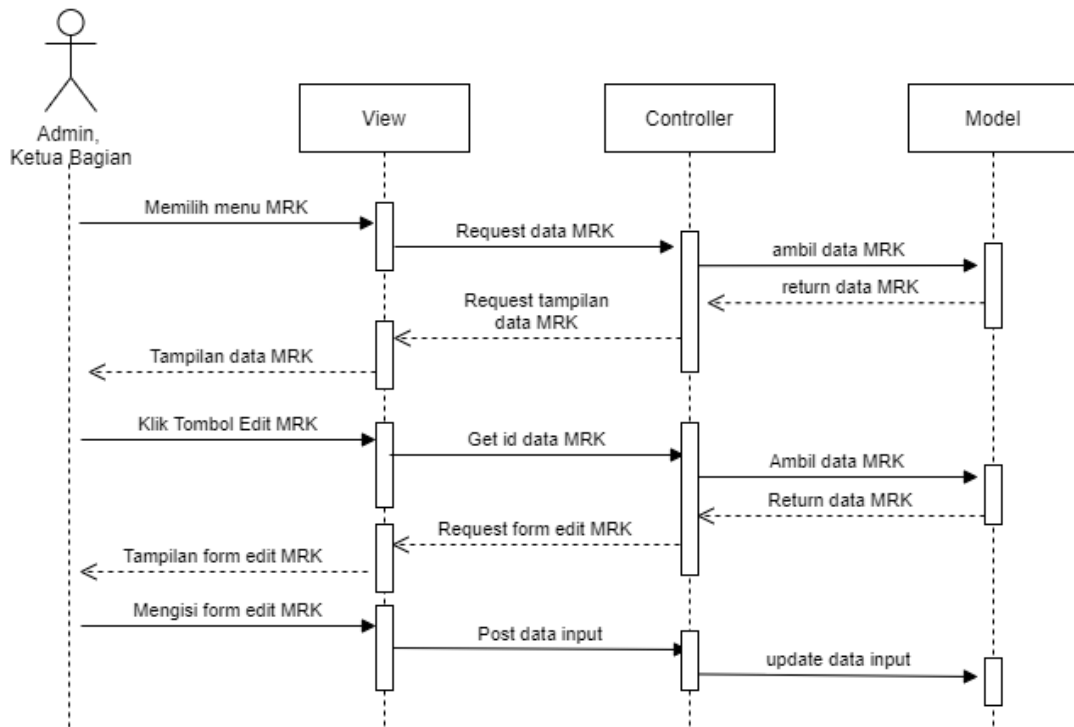 Admin,
Ketua Bagian
View
Controller
Model
Memilih menu MRK
Request data MRK
ambil data MRK
return data MRK
Request tampilan
data MRK
Tampilan data MRK
Klik Tombol Edit MRK
Get id data MRK
Ambil data MRK
Return data MRK
Request form edit MRK
Tampilan form edit MRK
Mengisi form edit MRK
Post data input
update data input